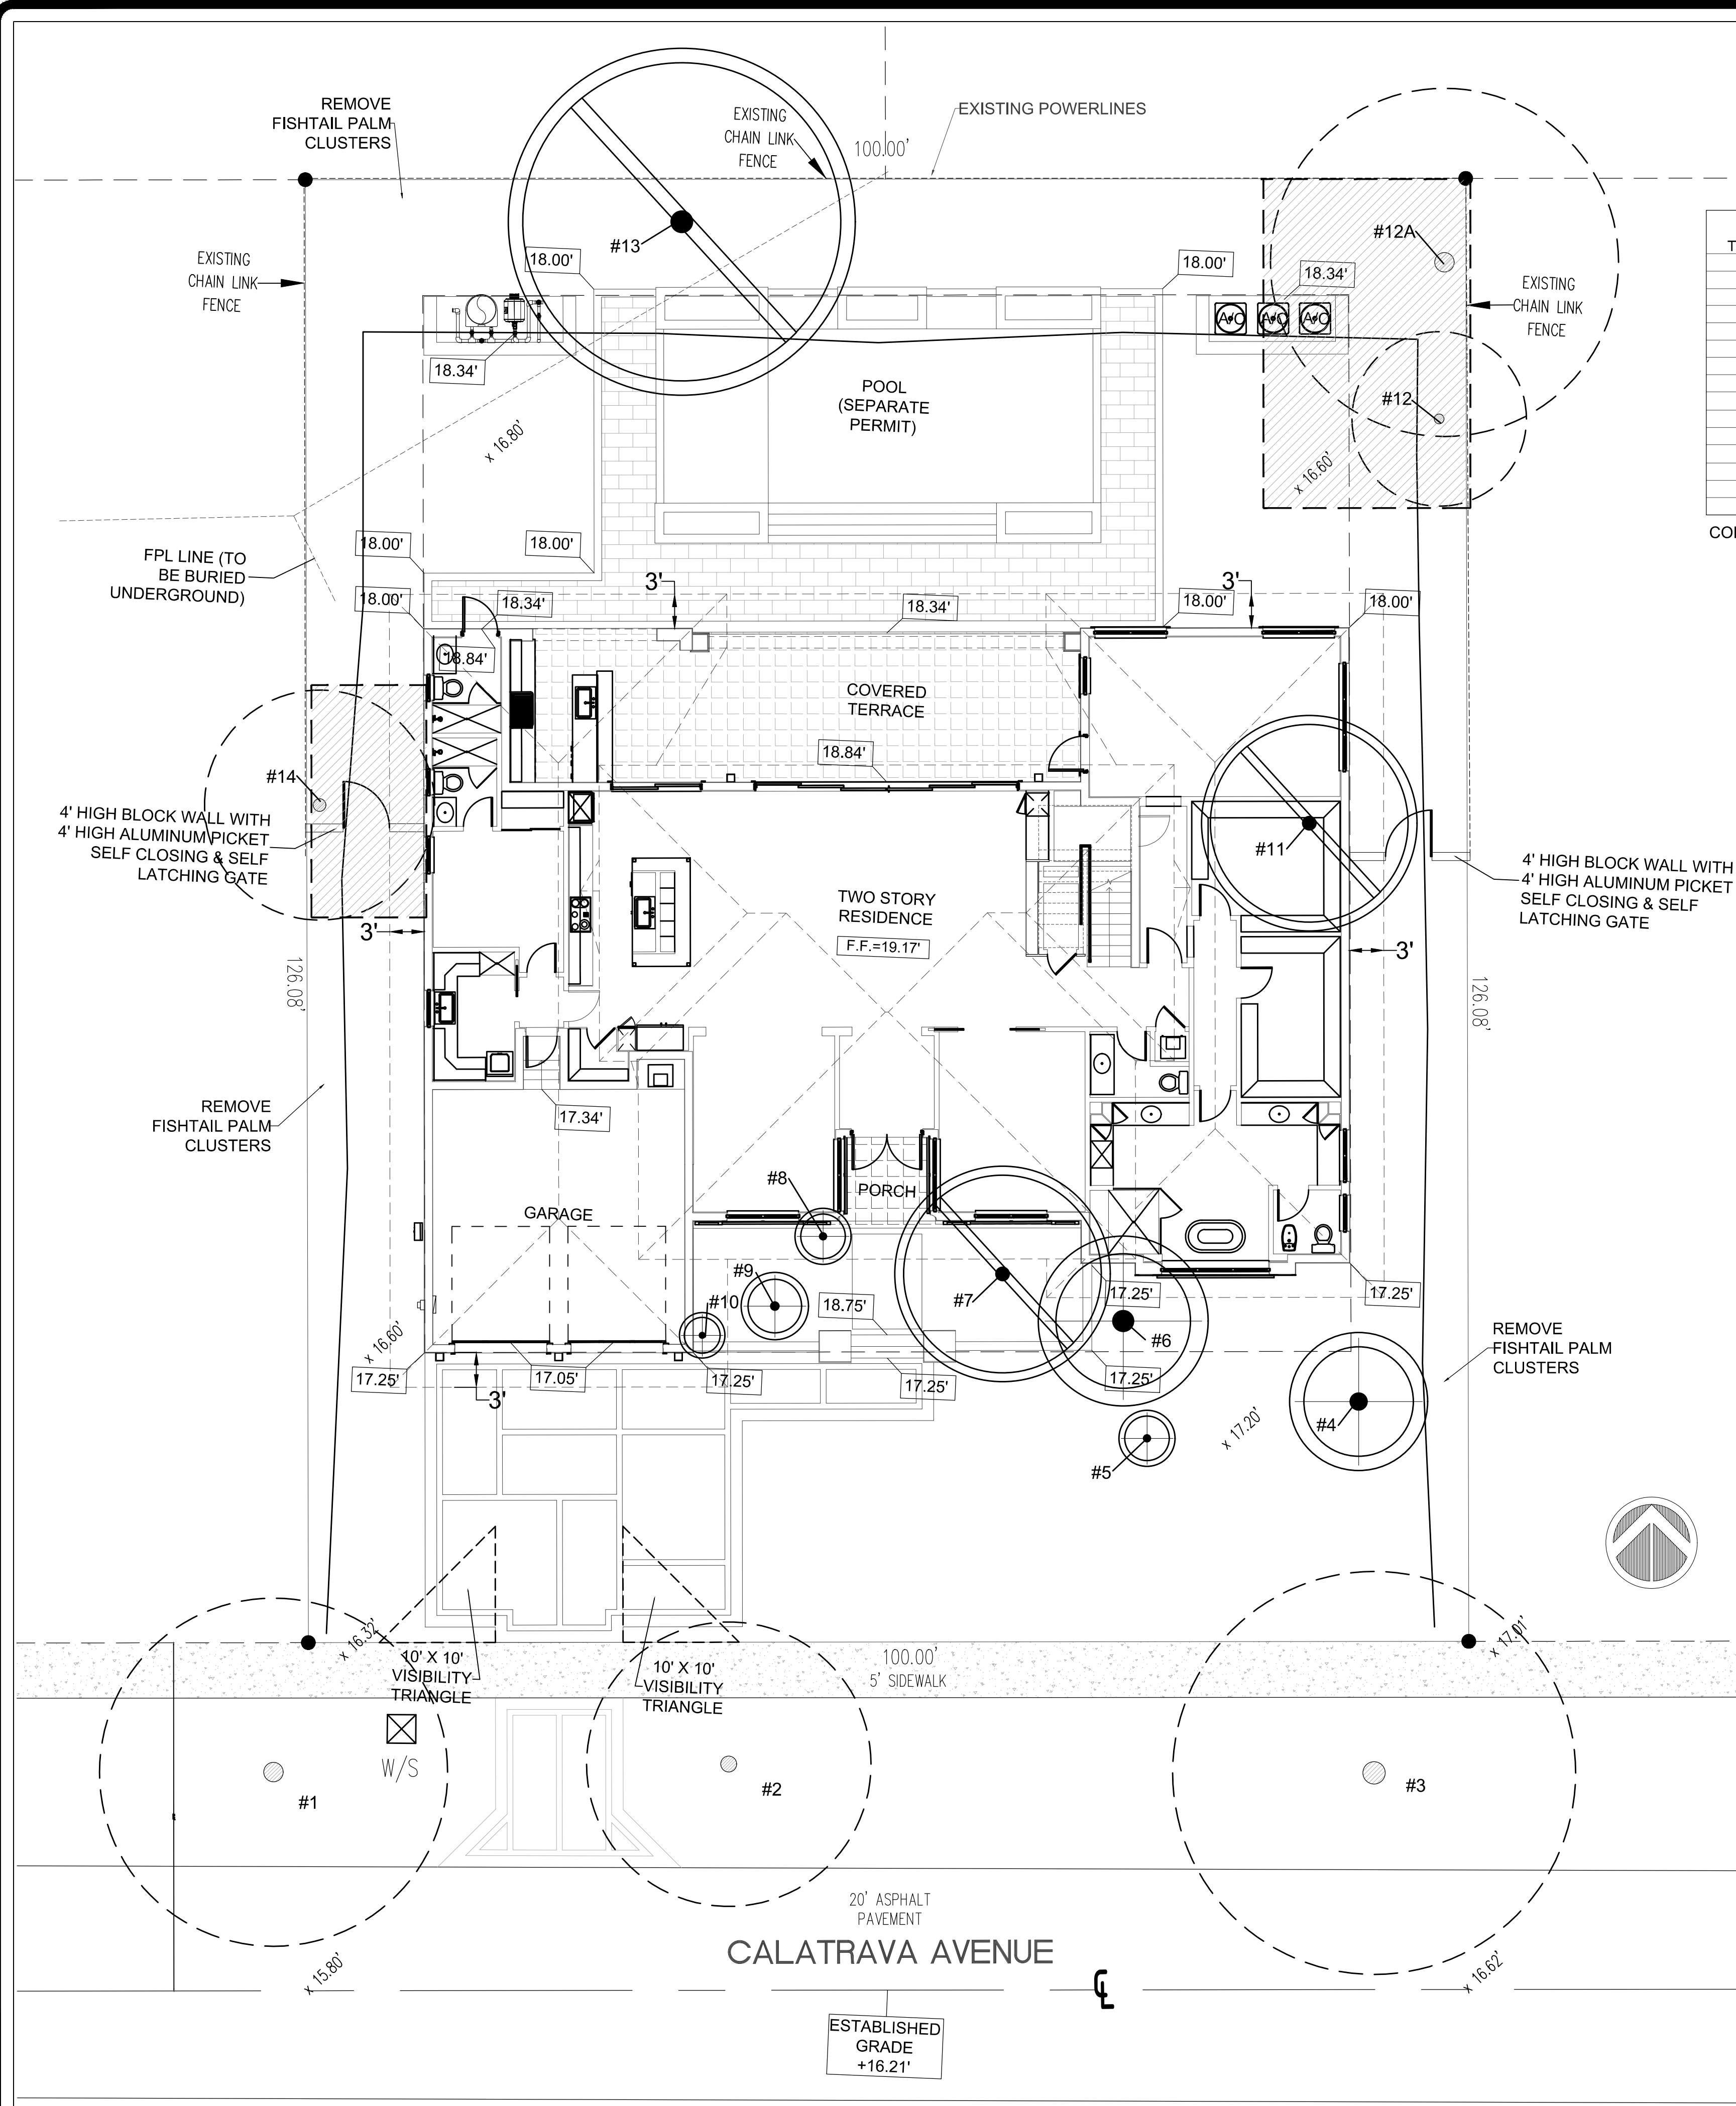 REMOVE
FISHTAIL PALM
CLUSTERS
EXISTING
CHAIN LINK
FENCE
100.00'
EXISTING POWERLINES
#13
#12A
EXISTING
CHAIN LINK
FENCE
18.00'
18.00'
18.34'
EXISTING
CHAIN LINK
FENCE
A/C
A/C
A/C
18.34'
POOL
(SEPARATE
PERMIT)
#12
x 16.80'
x 16.60'
T
COI
FPL LINE (TO
BE BURIED
UNDERGROUND)
18.00'
18.00'
3'
3'
18.00'
18.34'
18.34'
18.00'
18.00'
18.84'
COVERED
TERRACE
18.84'
#14
4' HIGH BLOCK WALL WITH
4' HIGH ALUMINUM PICKET
SELF CLOSING & SELF
LATCHING GATE
#11
4' HIGH BLOCK WALL WITH
4' HIGH ALUMINUM PICKET
SELF CLOSING & SELF
LATCHING GATE
TWO STORY
RESIDENCE
F.F.=19.17'
3'
3'
126.08'
126.08'
REMOVE
FISHTAIL PALM
CLUSTERS
17.34'
#8
PORCH
GARAGE
#9
#10
18.75'
#7
17.25'
17.25'
#6
x 16.60'
17.25'
17.05'
17.25'
17.25'
17.25'
3'
REMOVE
FISHTAIL PALM
CLUSTERS
x 17.20'
#4
#5
x 16.32'
x 17.01'
10' X 10'
VISIBILITY
TRIANGLE
10' X 10'
VISIBILITY
TRIANGLE
100.00'
5' SIDEWALK
W/S
#1
#2
#3
20' ASPHALT
PAVEMENT
CALATRAVA AVENUE
x 15.80'
x 16.62'
CL
ESTABLISHED
GRADE
+16.21'